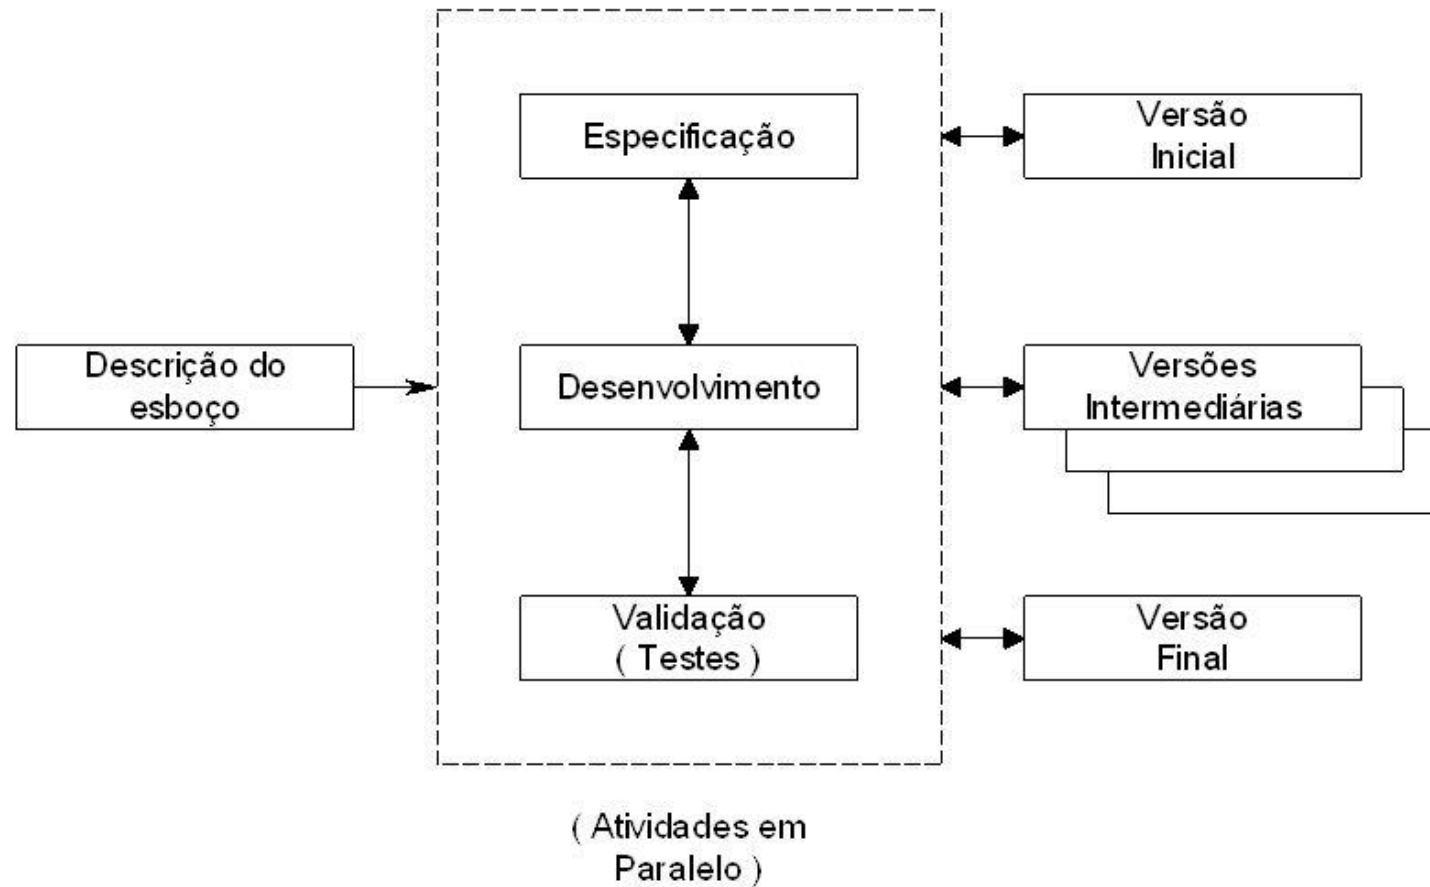 Especificação
Versão
Inicial
Descrição do
esboço
Desenvolvimento
Versões
Intermediárias
Validação
( Testes )
Versão
Final
( Atividades em
Paralelo )